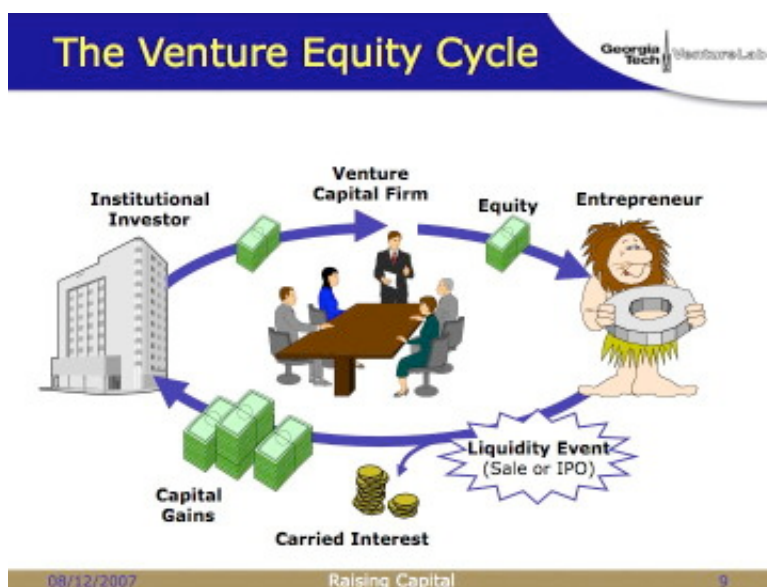 The Venture Equity Cycle
Georgia
Tech
VentureLab
Venture
Capital Firm
Institutional
Investor
Equity
Entrepreneur
Liquidity Event
(Sale or IPO)
Capital
Gains
Carried Interest
08/12/2007
Raising Capital
9